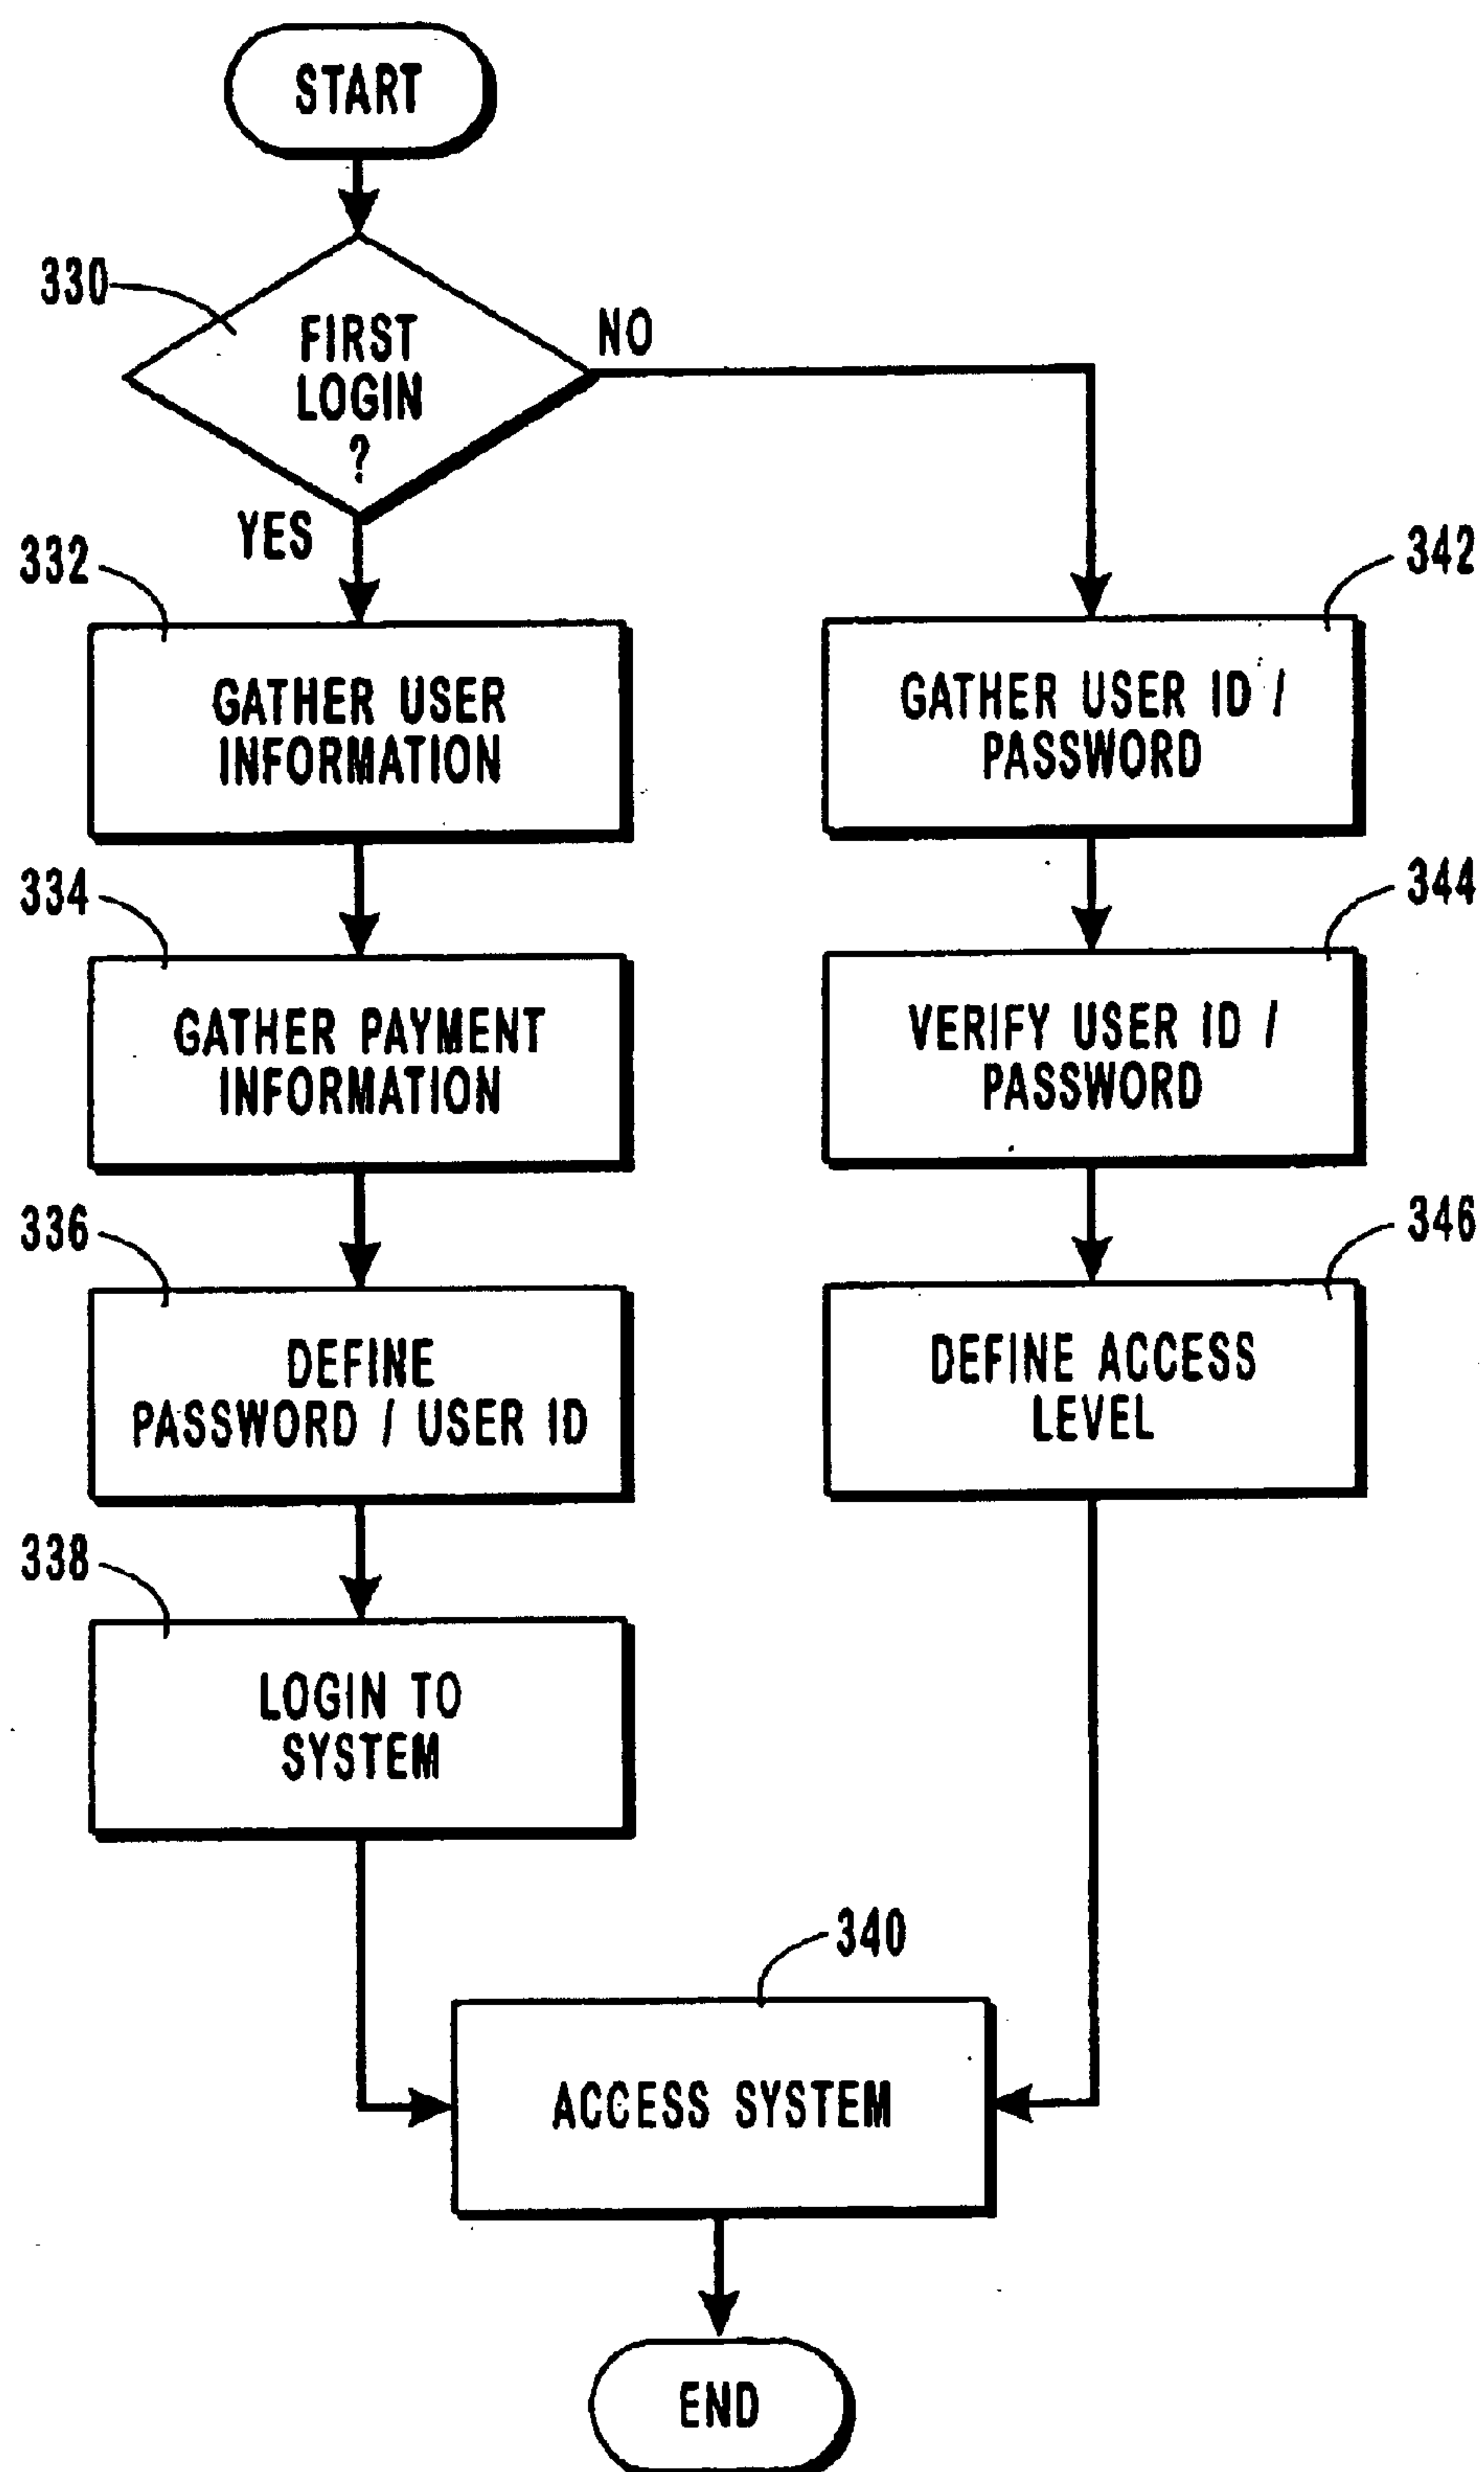 START
330
FIRST
LOGIN
?
NO
YES
332
GATHER USER
INFORMATION
342
GATHER USER ID /
PASSWORD
334
GATHER PAYMENT
INFORMATION
344
VERIFY USER ID /
PASSWORD
336
DEFINE
PASSWORD / USER ID
346
DEFINE ACCESS
LEVEL
338
LOGIN TO
SYSTEM
340
ACCESS SYSTEM
END